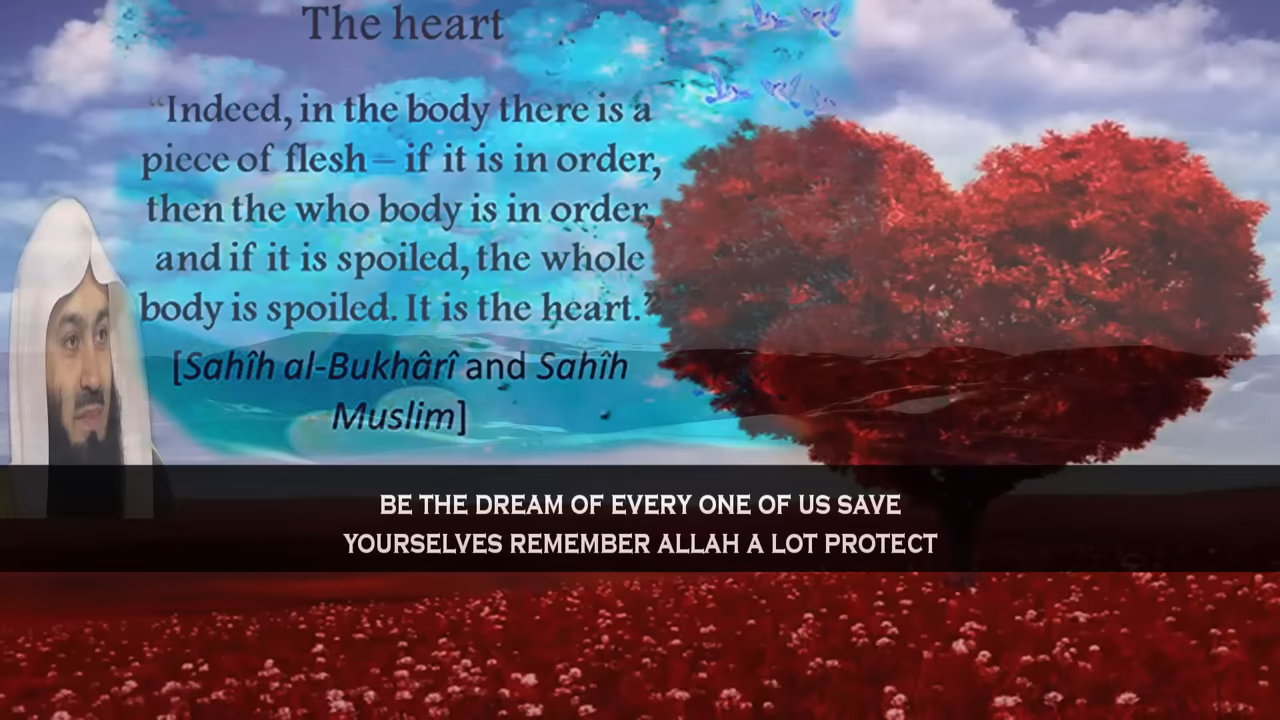 The heart
“Indeed, in the body there is a
piece of flesh – if it is in order,
then the who body is in order,
and if it is spoiled, the whole
body is spoiled. It is the heart.”
[Sahîh al-Bukhârî and Sahîh
Muslim]
BE THE DREAM OF EVERY ONE OF US SAVE
YOURSELVES REMEMBER ALLAH A LOT PROTECT